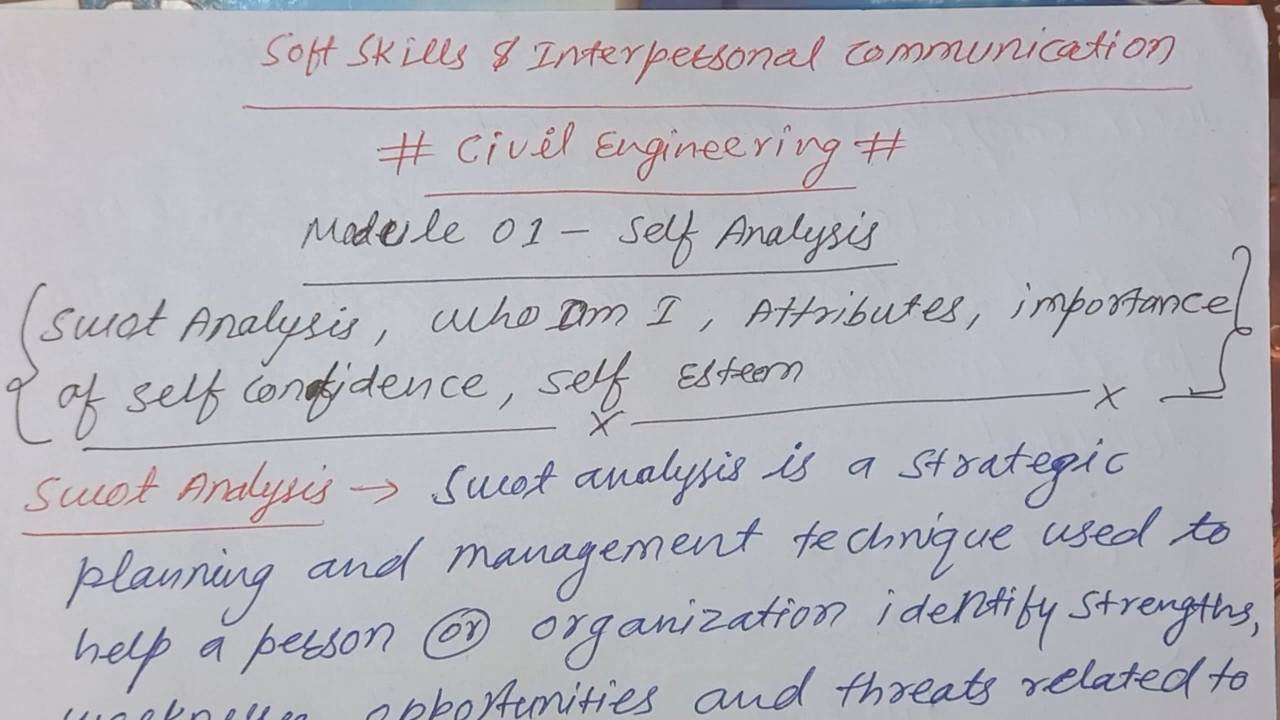 Soft Skills & Interpersonal Communication
# Civil Engineering #
Module 01 - Self Analysis
{ Swot Analysis, Who Am I, Attributes, importance }
of self confidence, self Esteem
x x
Swot Analysis → Swot analysis is a strategic
planning and management technique used to
help a person (or) organization identify strengths,
weaknesses opportunities and threats related to